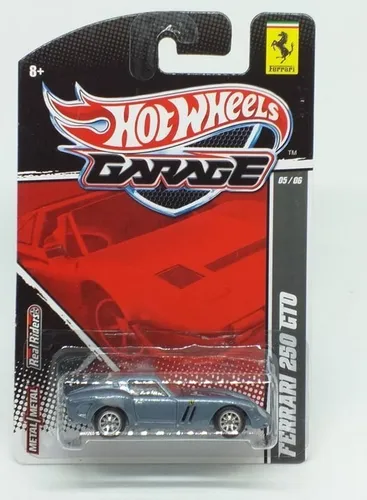 8+
Ferrari
HOT WHEELS
TM
GARAGE
05/06
FERRARI 250 GTO
Real Riders
METAL/METAL